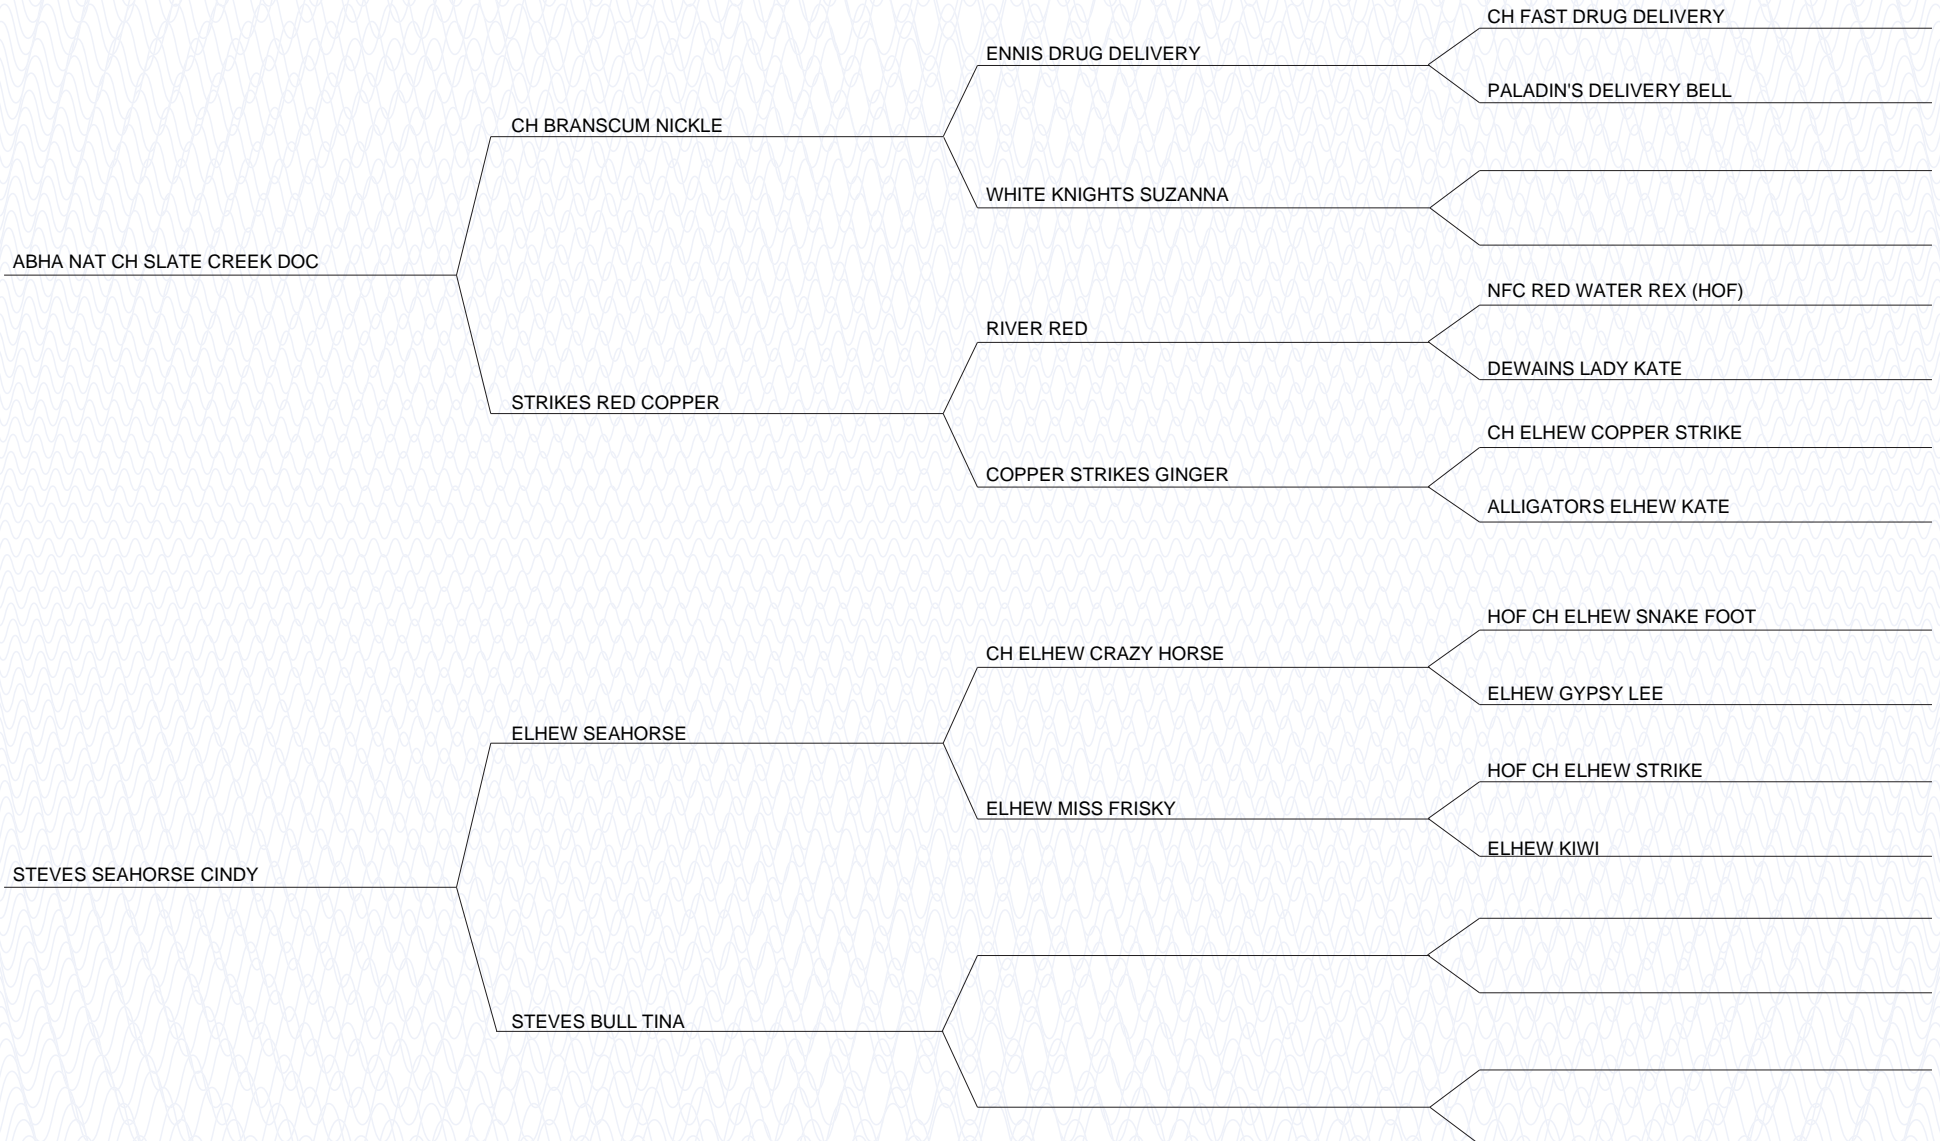 CH FAST DRUG DELIVERY
ENNIS DRUG DELIVERY
PALADIN'S DELIVERY BELL
CH BRANSCUM NICKLE
WHITE KNIGHTS SUZANNA
ABHA NAT CH SLATE CREEK DOC
NFC RED WATER REX (HOF)
RIVER RED
DEWAINS LADY KATE
STRIKES RED COPPER
CH ELHEW COPPER STRIKE
COPPER STRIKES GINGER
ALLIGATORS ELHEW KATE
HOF CH ELHEW SNAKE FOOT
CH ELHEW CRAZY HORSE
ELHEW GYPSY LEE
ELHEW SEAHORSE
HOF CH ELHEW STRIKE
ELHEW MISS FRISKY
ELHEW KIWI
STEVES SEAHORSE CINDY
STEVES BULL TINA